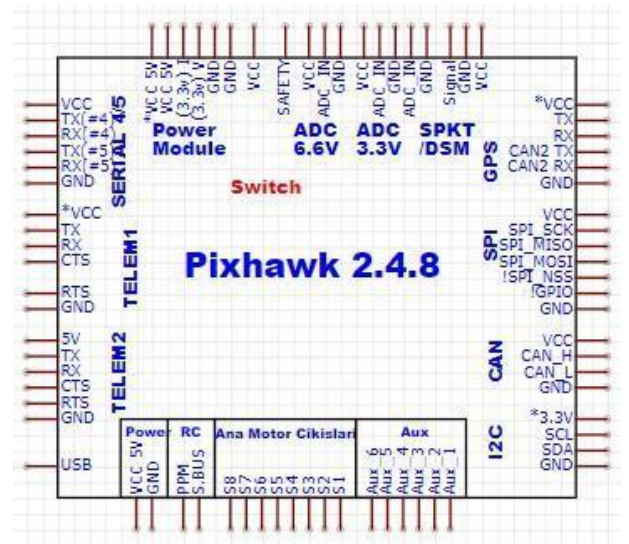 *VCC 5V
VCC 5V
(3.3v) I
(3.3v) V
GND
GND
VCC
SAFETY
VCC
ADC_IN
GND
VCC
ADC_IN
GND
ADC_IN
GND
Signal
GND
VCC
Power
Module
ADC
6.6V
ADC
3.3V
SPKT
/DSM
Switch
VCC
TX(#4)
RX(#4)
TX(#5)
RX(#5)
GND
SERIAL 4/5
*VCC
TX
RX
CTS
RTS
GND
TELEM1
5V
TX
RX
CTS
RTS
GND
TELEM2
USB
Pixhawk 2.4.8
*VCC
TX
RX
CAN2 TX
CAN2 RX
GND
GPS
VCC
SPI_SCK
SPI_MISO
SPI_MOSI
!SPI_NSS
!GPIO
GND
SPI
VCC
CAN_H
CAN_L
GND
CAN
*3.3V
SCL
SDA
GND
I2C
Power
RC
Ana Motor Cikislari
Aux
VCC 5V
GND
PPM
S.BUS
S8
S7
S6
S5
S4
S3
S2
S1
Aux_6
Aux_5
Aux_4
Aux_3
Aux_2
Aux_1